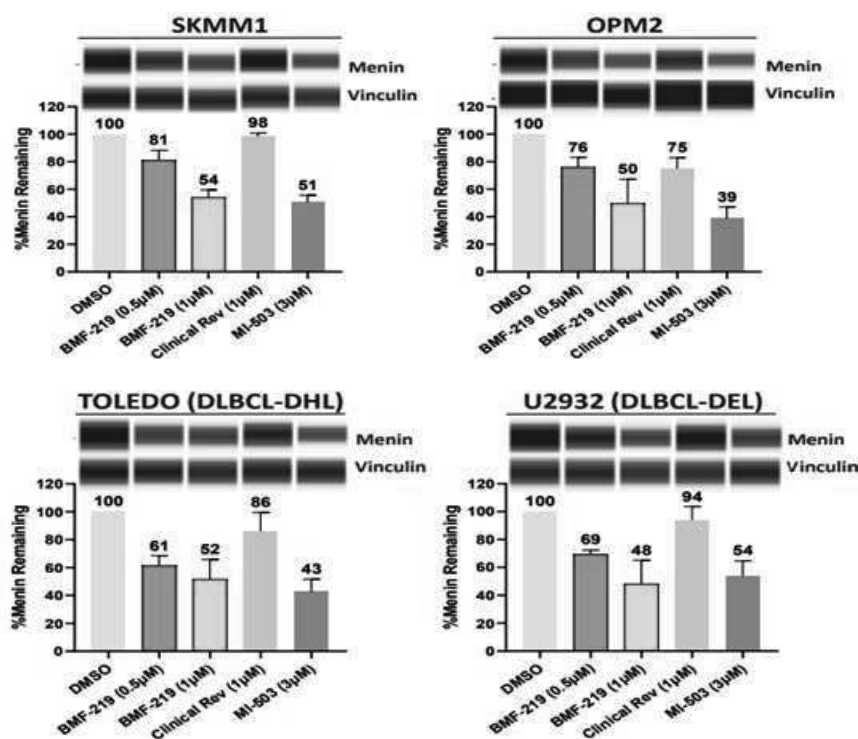 SKMM1
Menin
Vinculin
%Menin Remaining
120
100
80
60
40
20
0
100
81
54
98
51
DMSO
BMF-219 (0.5µM)
BMF-219 (1µM)
Clinical Rev (1µM)
MI-503 (3µM)
OPM2
Menin
Vinculin
%Menin Remaining
120
100
80
60
40
20
0
100
76
50
75
39
DMSO
BMF-219 (0.5µM)
BMF-219 (1µM)
Clinical Rev (1µM)
MI-503 (3µM)
TOLEDO (DLBCL-DHL)
Menin
Vinculin
%Menin Remaining
120
100
80
60
40
20
0
100
61
52
86
43
DMSO
BMF-219 (0.5µM)
BMF-219 (1µM)
Clinical Rev (1µM)
MI-503 (3µM)
U2932 (DLBCL-DEL)
Menin
Vinculin
%Menin Remaining
120
100
80
60
40
20
0
100
69
48
94
54
DMSO
BMF-219 (0.5µM)
BMF-219 (1µM)
Clinical Rev (1µM)
MI-503 (3µM)